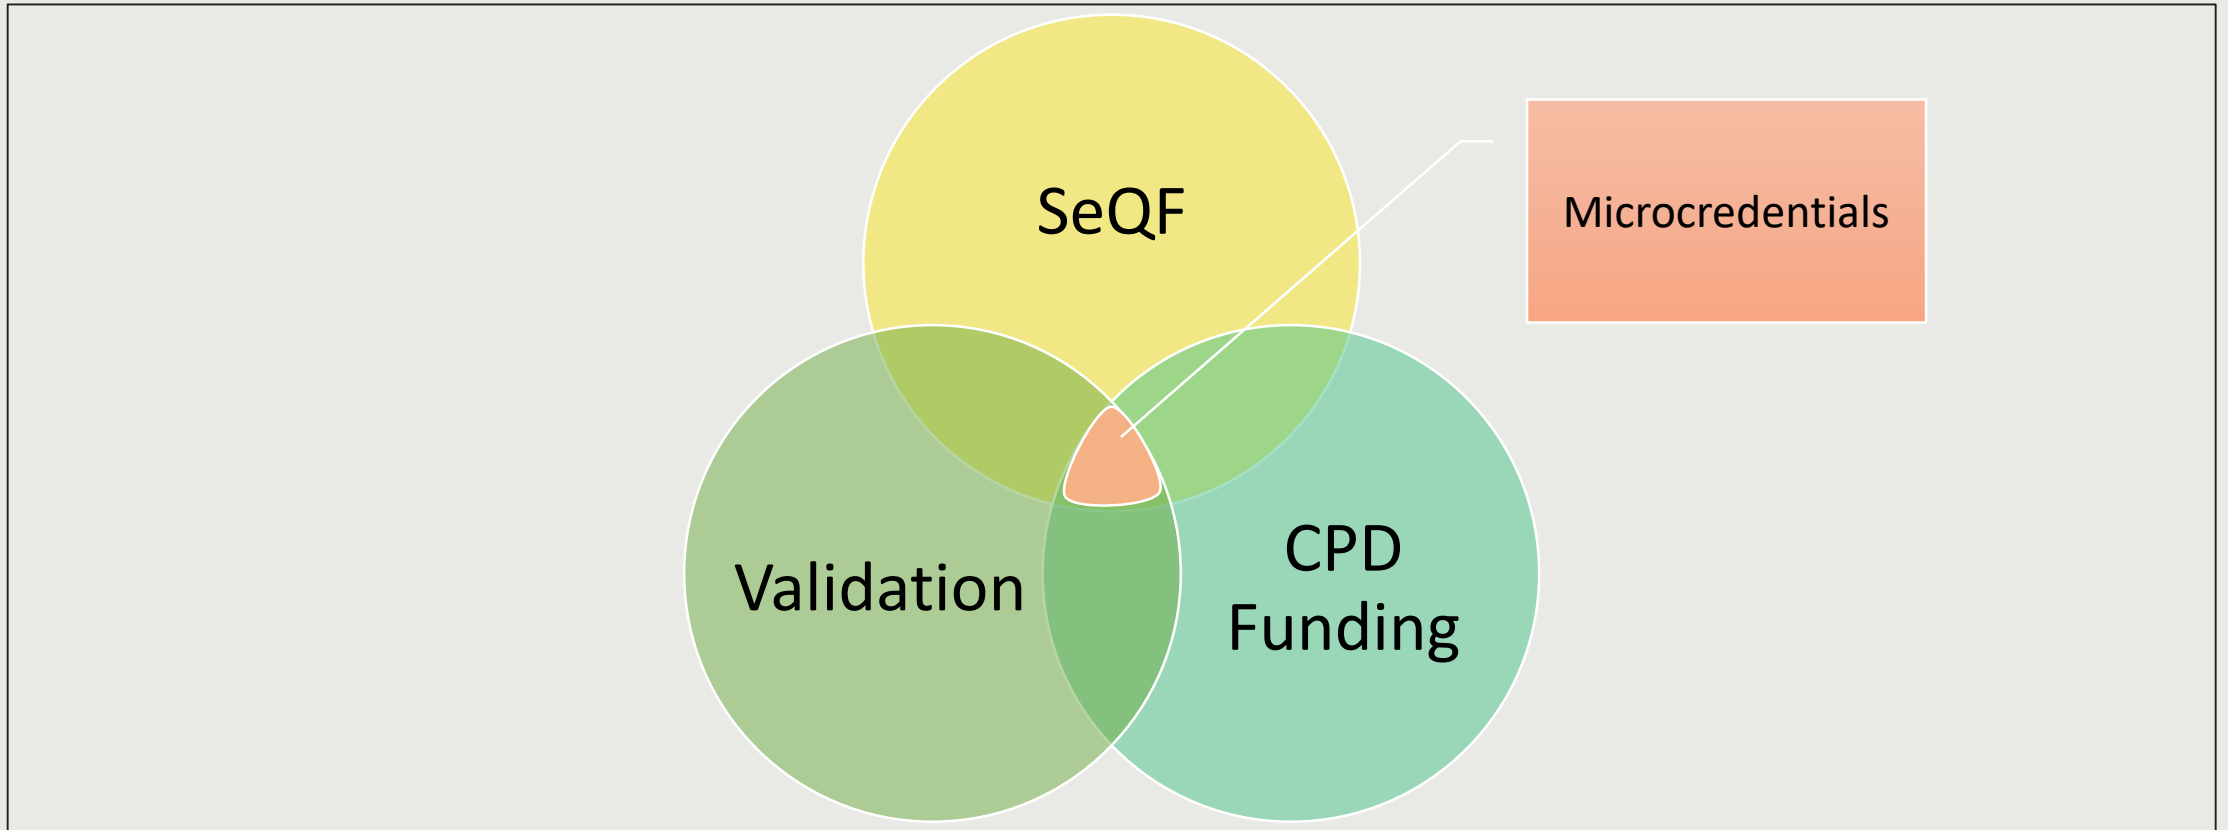 SeQF
Microcredentials
Validation
CPD
Funding